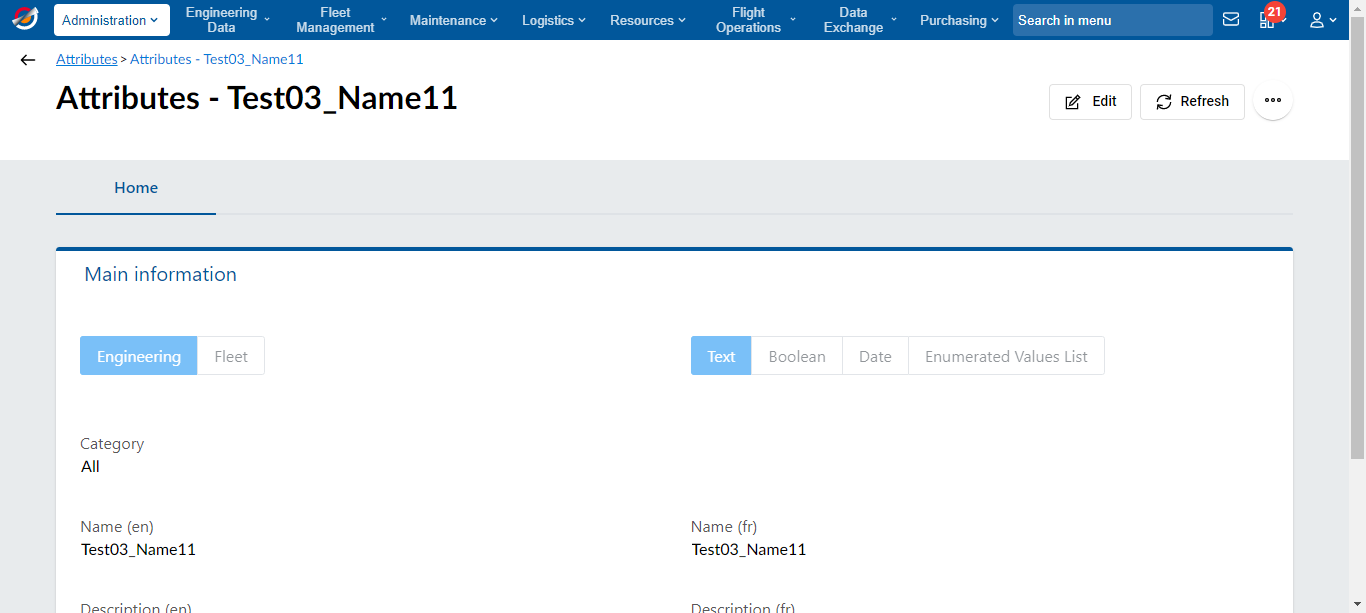 Administration
Engineering
Data
Fleet
Management
Maintenance
Logistics
Resources
Flight
Operations
Data
Exchange
Purchasing
Search in menu
21
Attributes > Attributes - Test03_Name11
Attributes - Test03_Name11
Edit
Refresh
Home
Main information
Engineering
Fleet
Text
Boolean
Date
Enumerated Values List
Category
All
Name (en)
Name (fr)
Test03_Name11
Test03_Name11
Description (en)
Description (fr)